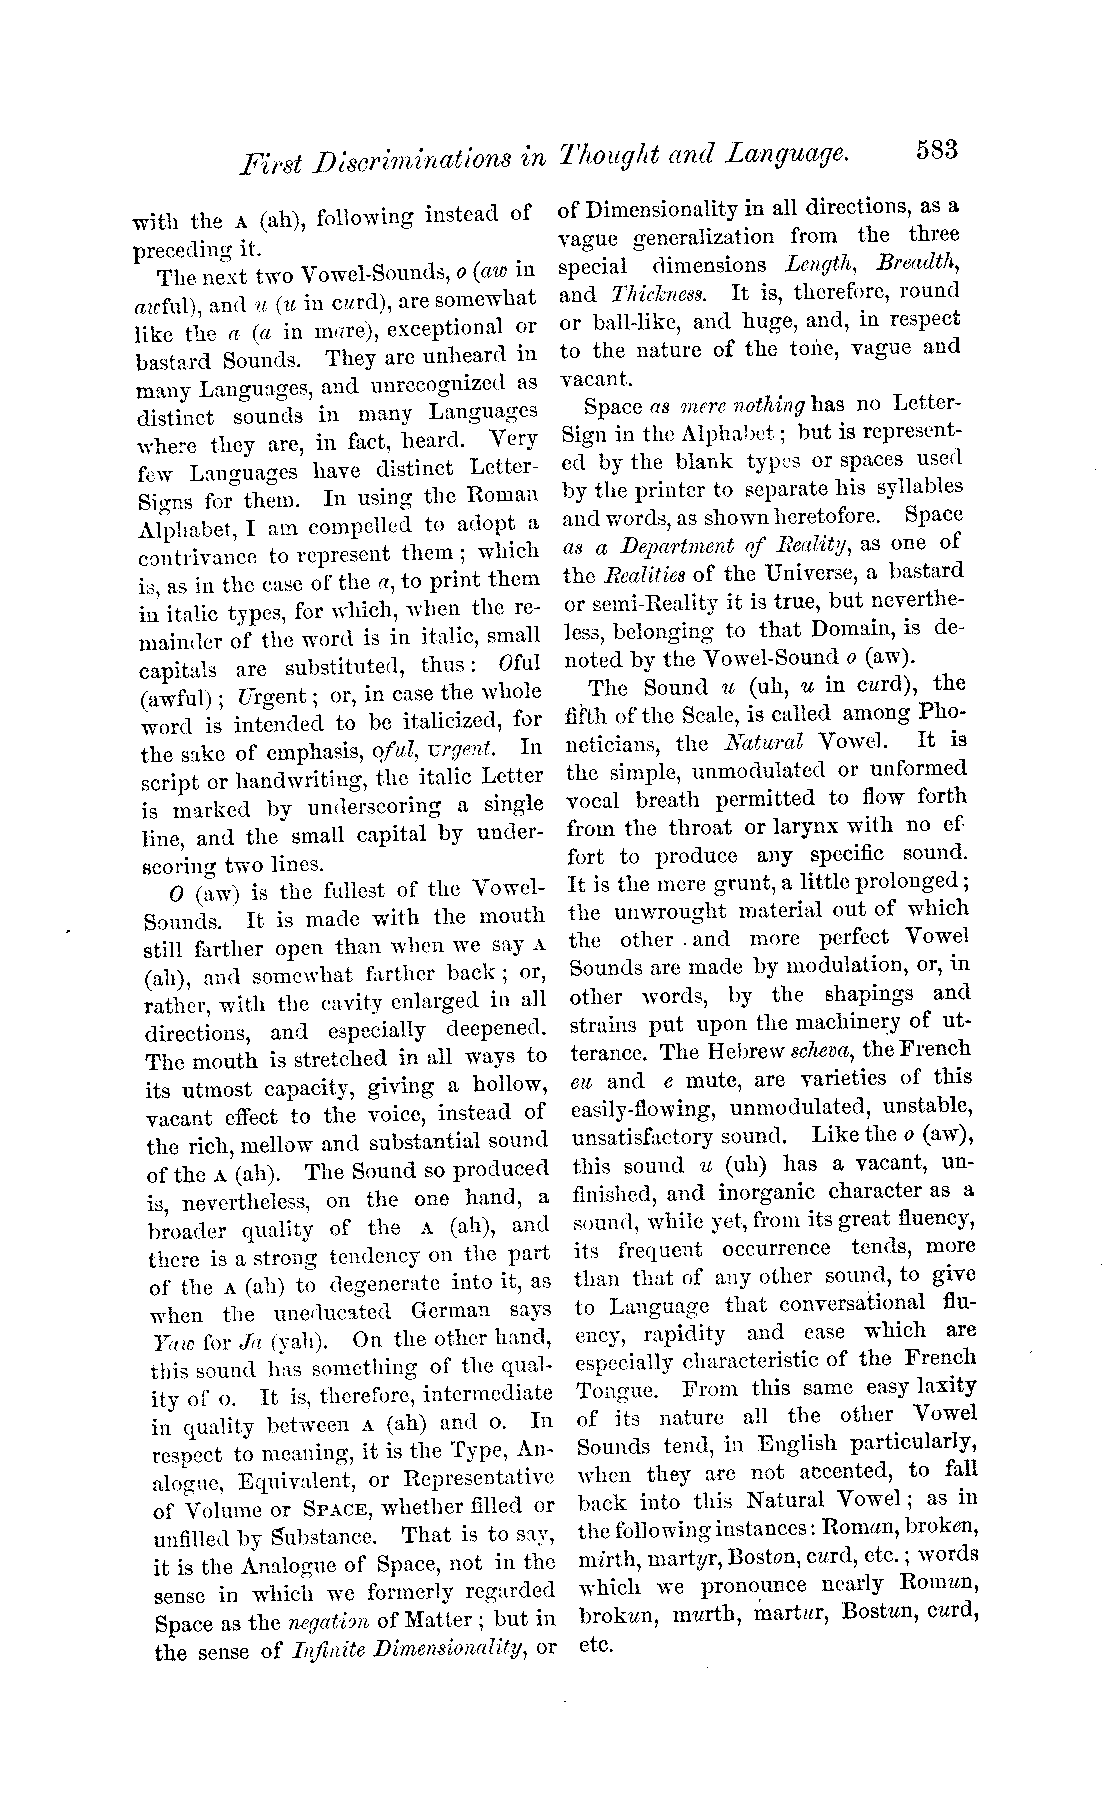 First Discriminations in Thought and Language. 583
with the A (ah), following instead of
preceding it.
The next two Vowel-Sounds, o (aw in
awful), and u (u in curd), are somewhat
like the a (a in mare), exceptional or
bastard Sounds. They are unheard in
many Languages, and unrecognized as
distinct sounds in many Languages
where they are, in fact, heard. Very
few Languages have distinct Letter-
Signs for them. In using the Roman
Alphabet, I am compelled to adopt a
contrivance to represent them; which
is, as in the case of the a, to print them
in italic types, for which, when the re-
mainder of the word is in italic, small
capitals are substituted, thus: Oful
(awful); Urgent; or, in case the whole
word is intended to be italicized, for
the sake of emphasis, oful, urgent. In
script or handwriting, the italic Letter
is marked by underscoring a single
line, and the small capital by under-
scoring two lines.
O (aw) is the fullest of the Vowel-
Sounds. It is made with the mouth
still farther open than when we say A
(ah), and somewhat farther back; or,
rather, with the cavity enlarged in all
directions, and especially deepened.
The mouth is stretched in all ways to
its utmost capacity, giving a hollow,
vacant effect to the voice, instead of
the rich, mellow and substantial sound
of the A (ah). The Sound so produced
is, nevertheless, on the one hand, a
broader quality of the A (ah), and
there is a strong tendency on the part
of the A (ah) to degenerate into it, as
when the uneducated German says
Yaw for Ja (yah). On the other hand,
this sound has something of the qual-
ity of o. It is, therefore, intermediate
in quality between A (ah) and o. In
respect to meaning, it is the Type, An-
alogue, Equivalent, or Representative
of Volume or SPACE, whether filled or
unfilled by Substance. That is to say,
it is the Analogue of Space, not in the
sense in which we formerly regarded
Space as the negation of Matter; but in
the sense of Infinite Dimensionality, or
of Dimensionality in all directions, as a
vague generalization from the three
special dimensions Length, Breadth,
and Thickness. It is, therefore, round
or ball-like, and huge, and, in respect
to the nature of the tone, vague and
vacant.
Space as mere nothing has no Letter-
Sign in the Alphabet; but is represent-
ed by the blank types or spaces used
by the printer to separate his syllables
and words, as shown heretofore. Space
as a Department of Reality, as one of
the Realities of the Universe, a bastard
or semi-Reality it is true, but neverthe-
less, belonging to that Domain, is de-
noted by the Vowel-Sound o (aw).
The Sound u (uh, u in curd), the
fifth of the Scale, is called among Pho-
neticians, the Natural Vowel. It is
the simple, unmodulated or unformed
vocal breath permitted to flow forth
from the throat or larynx with no ef-
fort to produce any specific sound.
It is the mere grunt, a little prolonged;
the unwrought material out of which
the other and more perfect Vowel
Sounds are made by modulation, or, in
other words, by the shapings and
strains put upon the machinery of ut-
terance. The Hebrew scheva, the French
eu and e mute, are varieties of this
easily-flowing, unmodulated, unstable,
unsatisfactory sound. Like the o (aw),
this sound u (uh) has a vacant, un-
finished, and inorganic character as a
sound, while yet, from its great fluency,
its frequent occurrence tends, more
than that of any other sound, to give
to Language that conversational flu-
ency, rapidity and ease which are
especially characteristic of the French
Tongue. From this same easy laxity
of its nature all the other Vowel
Sounds tend, in English particularly,
when they are not accented, to fall
back into this Natural Vowel; as in
the following instances: Roman, broken,
mirth, martyr, Boston, curd, etc.; words
which we pronounce nearly Romun,
brokun, murth, martur, Bostun, curd,
etc.